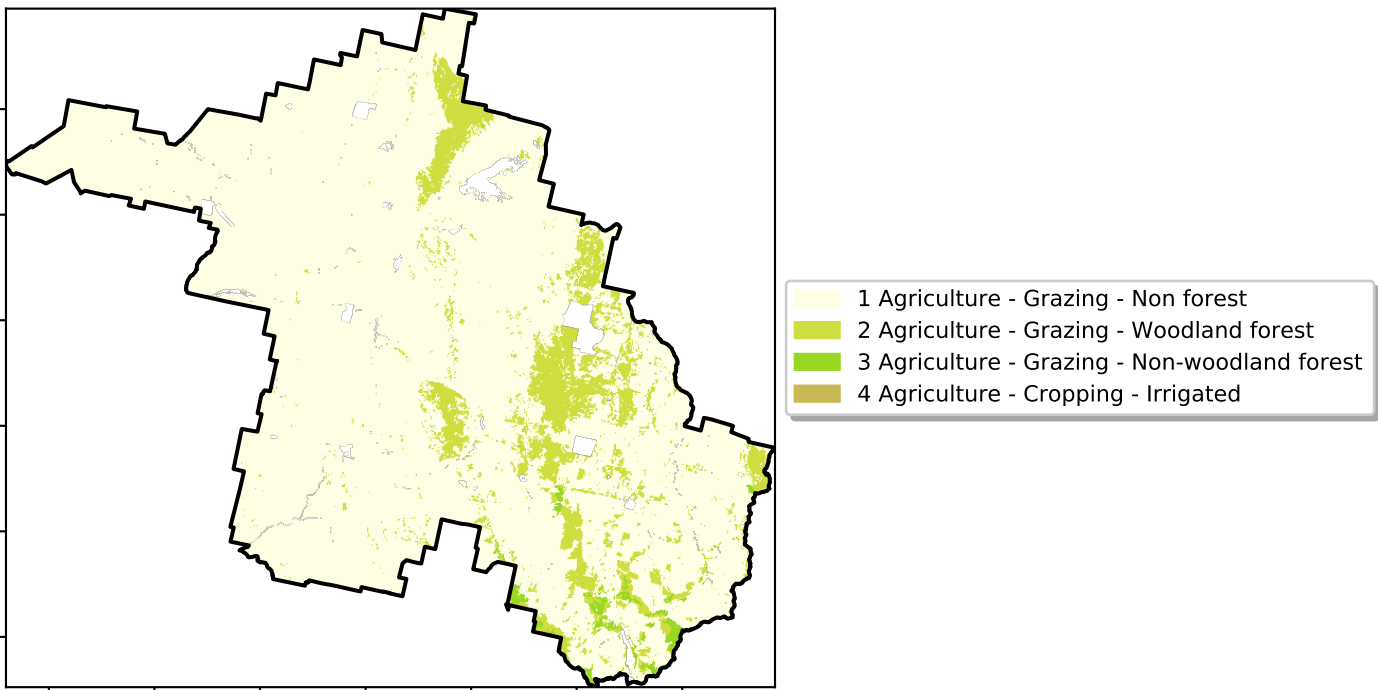 1 Agriculture - Grazing - Non forest
2 Agriculture - Grazing - Woodland forest
3 Agriculture - Grazing - Non-woodland forest
4 Agriculture - Cropping - Irrigated